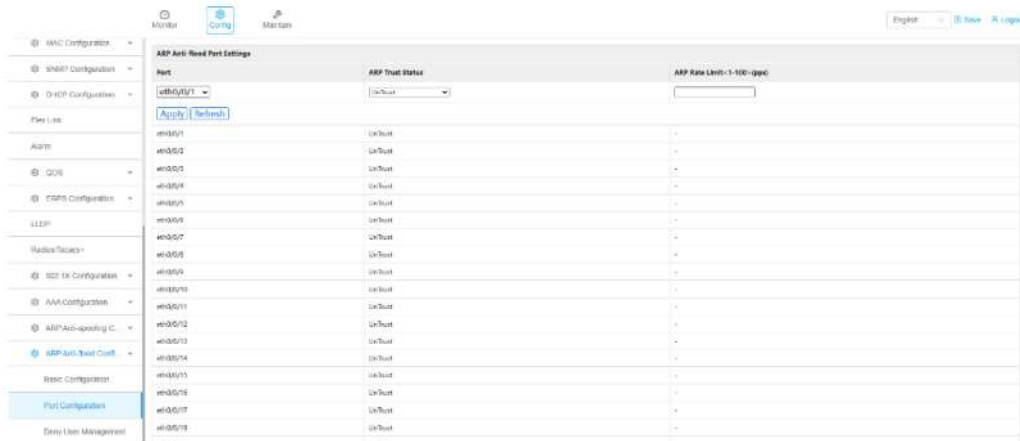 Monitor Config Maintain English Save Logou
MAC Configuration
ARP Anti-flood Port Settings
SNMP Configuration
Port ARP Trust Status ARP Rate Limit<1-100>(pps)
DHCP Configuration
eth0/0/1 UnTrust
Flex Link
Apply Refresh
eth0/0/1 UnTrust -
Alarm
eth0/0/2 UnTrust -
QOS
eth0/0/3 UnTrust -
eth0/0/4 UnTrust -
ERPS Configuration
eth0/0/5 UnTrust -
LLDP
eth0/0/6 UnTrust -
eth0/0/7 UnTrust -
Radius/Tacacs+
eth0/0/8 UnTrust -
802.1X Configuration
eth0/0/9 UnTrust -
eth0/0/10 UnTrust -
AAA Configuration
eth0/0/11 UnTrust -
ARP Anti-spoofing C...
eth0/0/12 UnTrust -
eth0/0/13 UnTrust -
ARP Anti-flood Confi...
eth0/0/14 UnTrust -
Basic Configuration
eth0/0/15 UnTrust -
eth0/0/16 UnTrust -
Port Configuration
eth0/0/17 UnTrust -
Deny User Management
eth0/0/18 UnTrust -